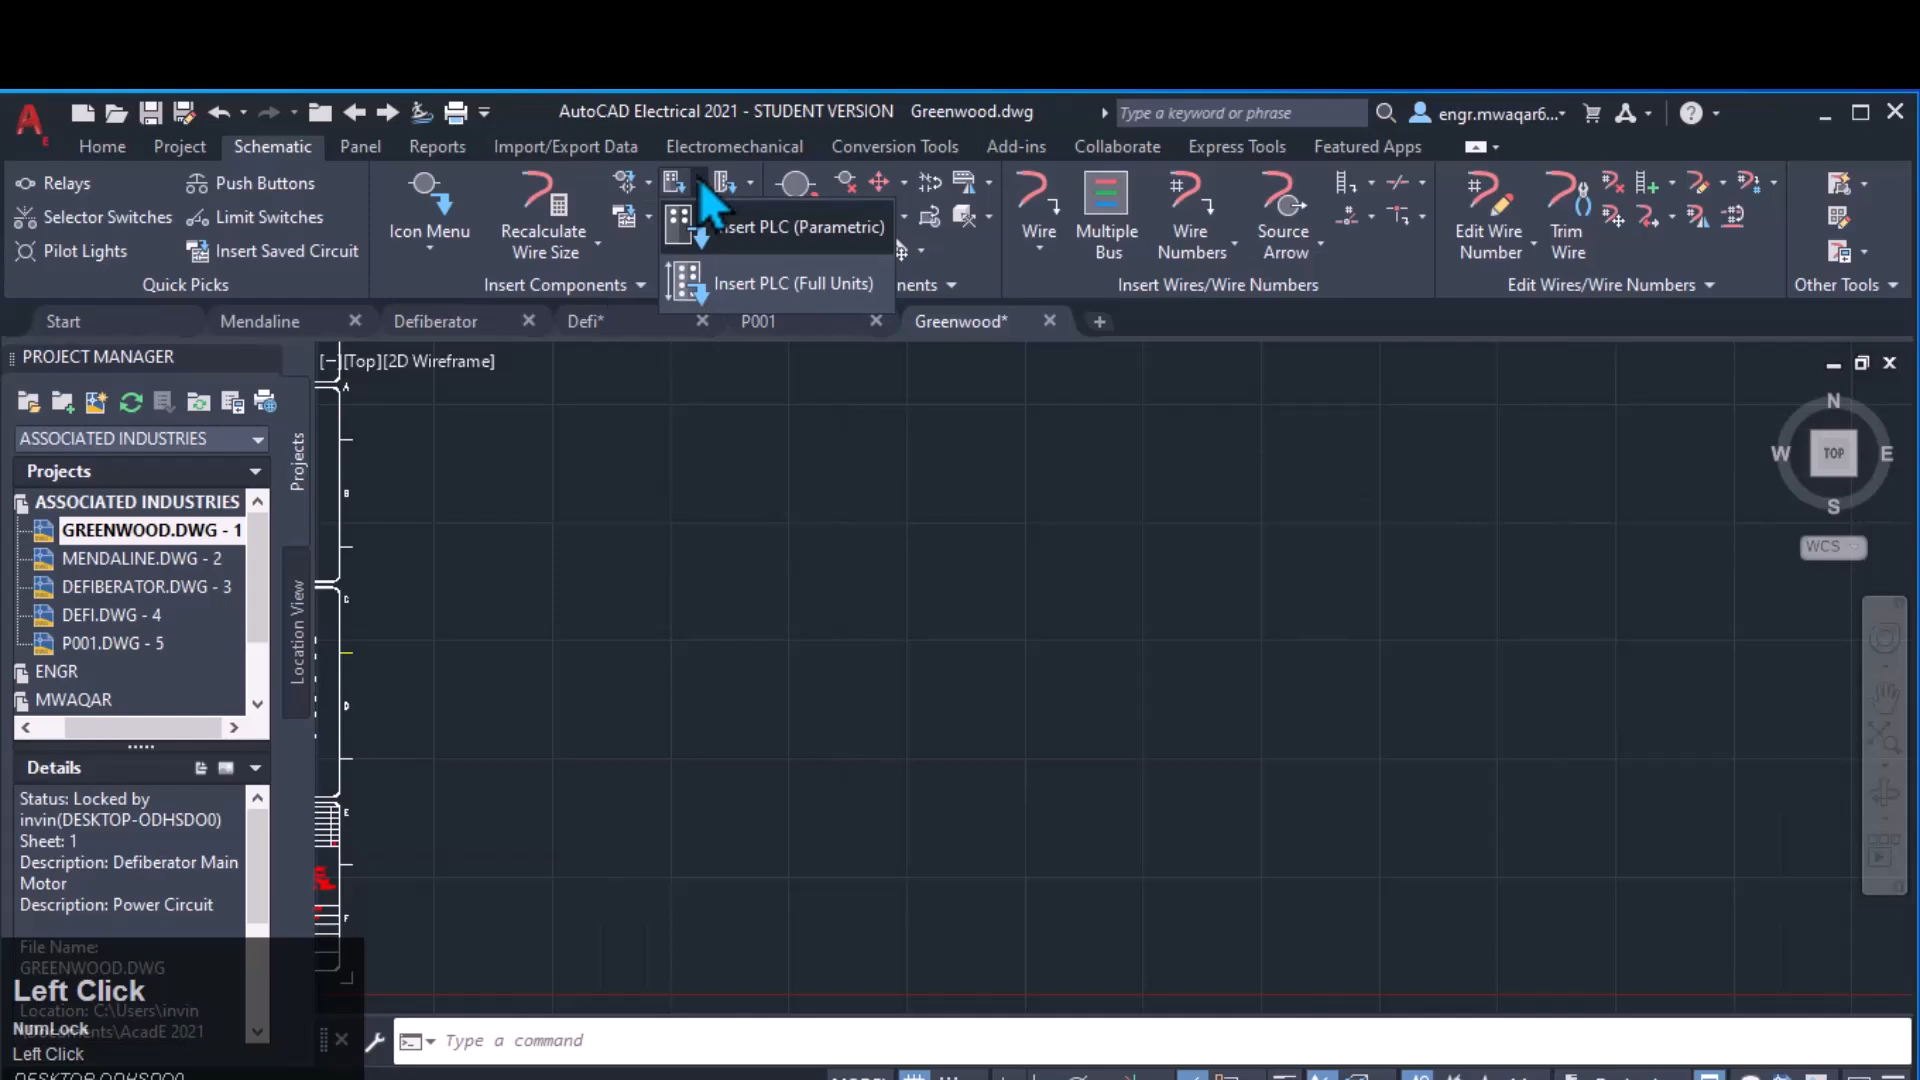 AutoCAD Electrical 2021 - STUDENT VERSION Greenwood.dwg
Type a keyword or phrase
engr.mwaqar6...
Home Project Schematic Panel Reports Import/Export Data Electromechanical Conversion Tools Add-ins Collaborate Express Tools Featured Apps
Relays Push Buttons
Selector Switches Limit Switches
Pilot Lights Insert Saved Circuit
Quick Picks
Icon Menu
Recalculate
Wire Size
Insert Components
Insert PLC (Parametric)
Insert PLC (Full Units)
Wire
Multiple
Bus
Wire
Numbers
Source
Arrow
Insert Wires/Wire Numbers
Edit Wire
Number
Trim
Wire
Edit Wires/Wire Numbers
Other Tools
Start Mendaline Defiberator Defi* P001 Greenwood*
PROJECT MANAGER
ASSOCIATED INDUSTRIES
Projects
ASSOCIATED INDUSTRIES
GREENWOOD.DWG - 1
MENDALINE.DWG - 2
DEFIBERATOR.DWG - 3
DEFI.DWG - 4
P001.DWG - 5
ENGR
MWAQAR
Projects
Location View
Details
Status: Locked by
invin(DESKTOP-ODHSDO0)
Sheet: 1
Description: Defiberator Main
Motor
Description: Power Circuit
File Name:
GREENWOOD.DWG
Left Click
Location: C:\Users\invin
NumLock
\Documents\AcadE 2021
Left Click
[−][Top][2D Wireframe]
A
B
C
D
E
F
N
W TOP E
S
WCS
Type a command